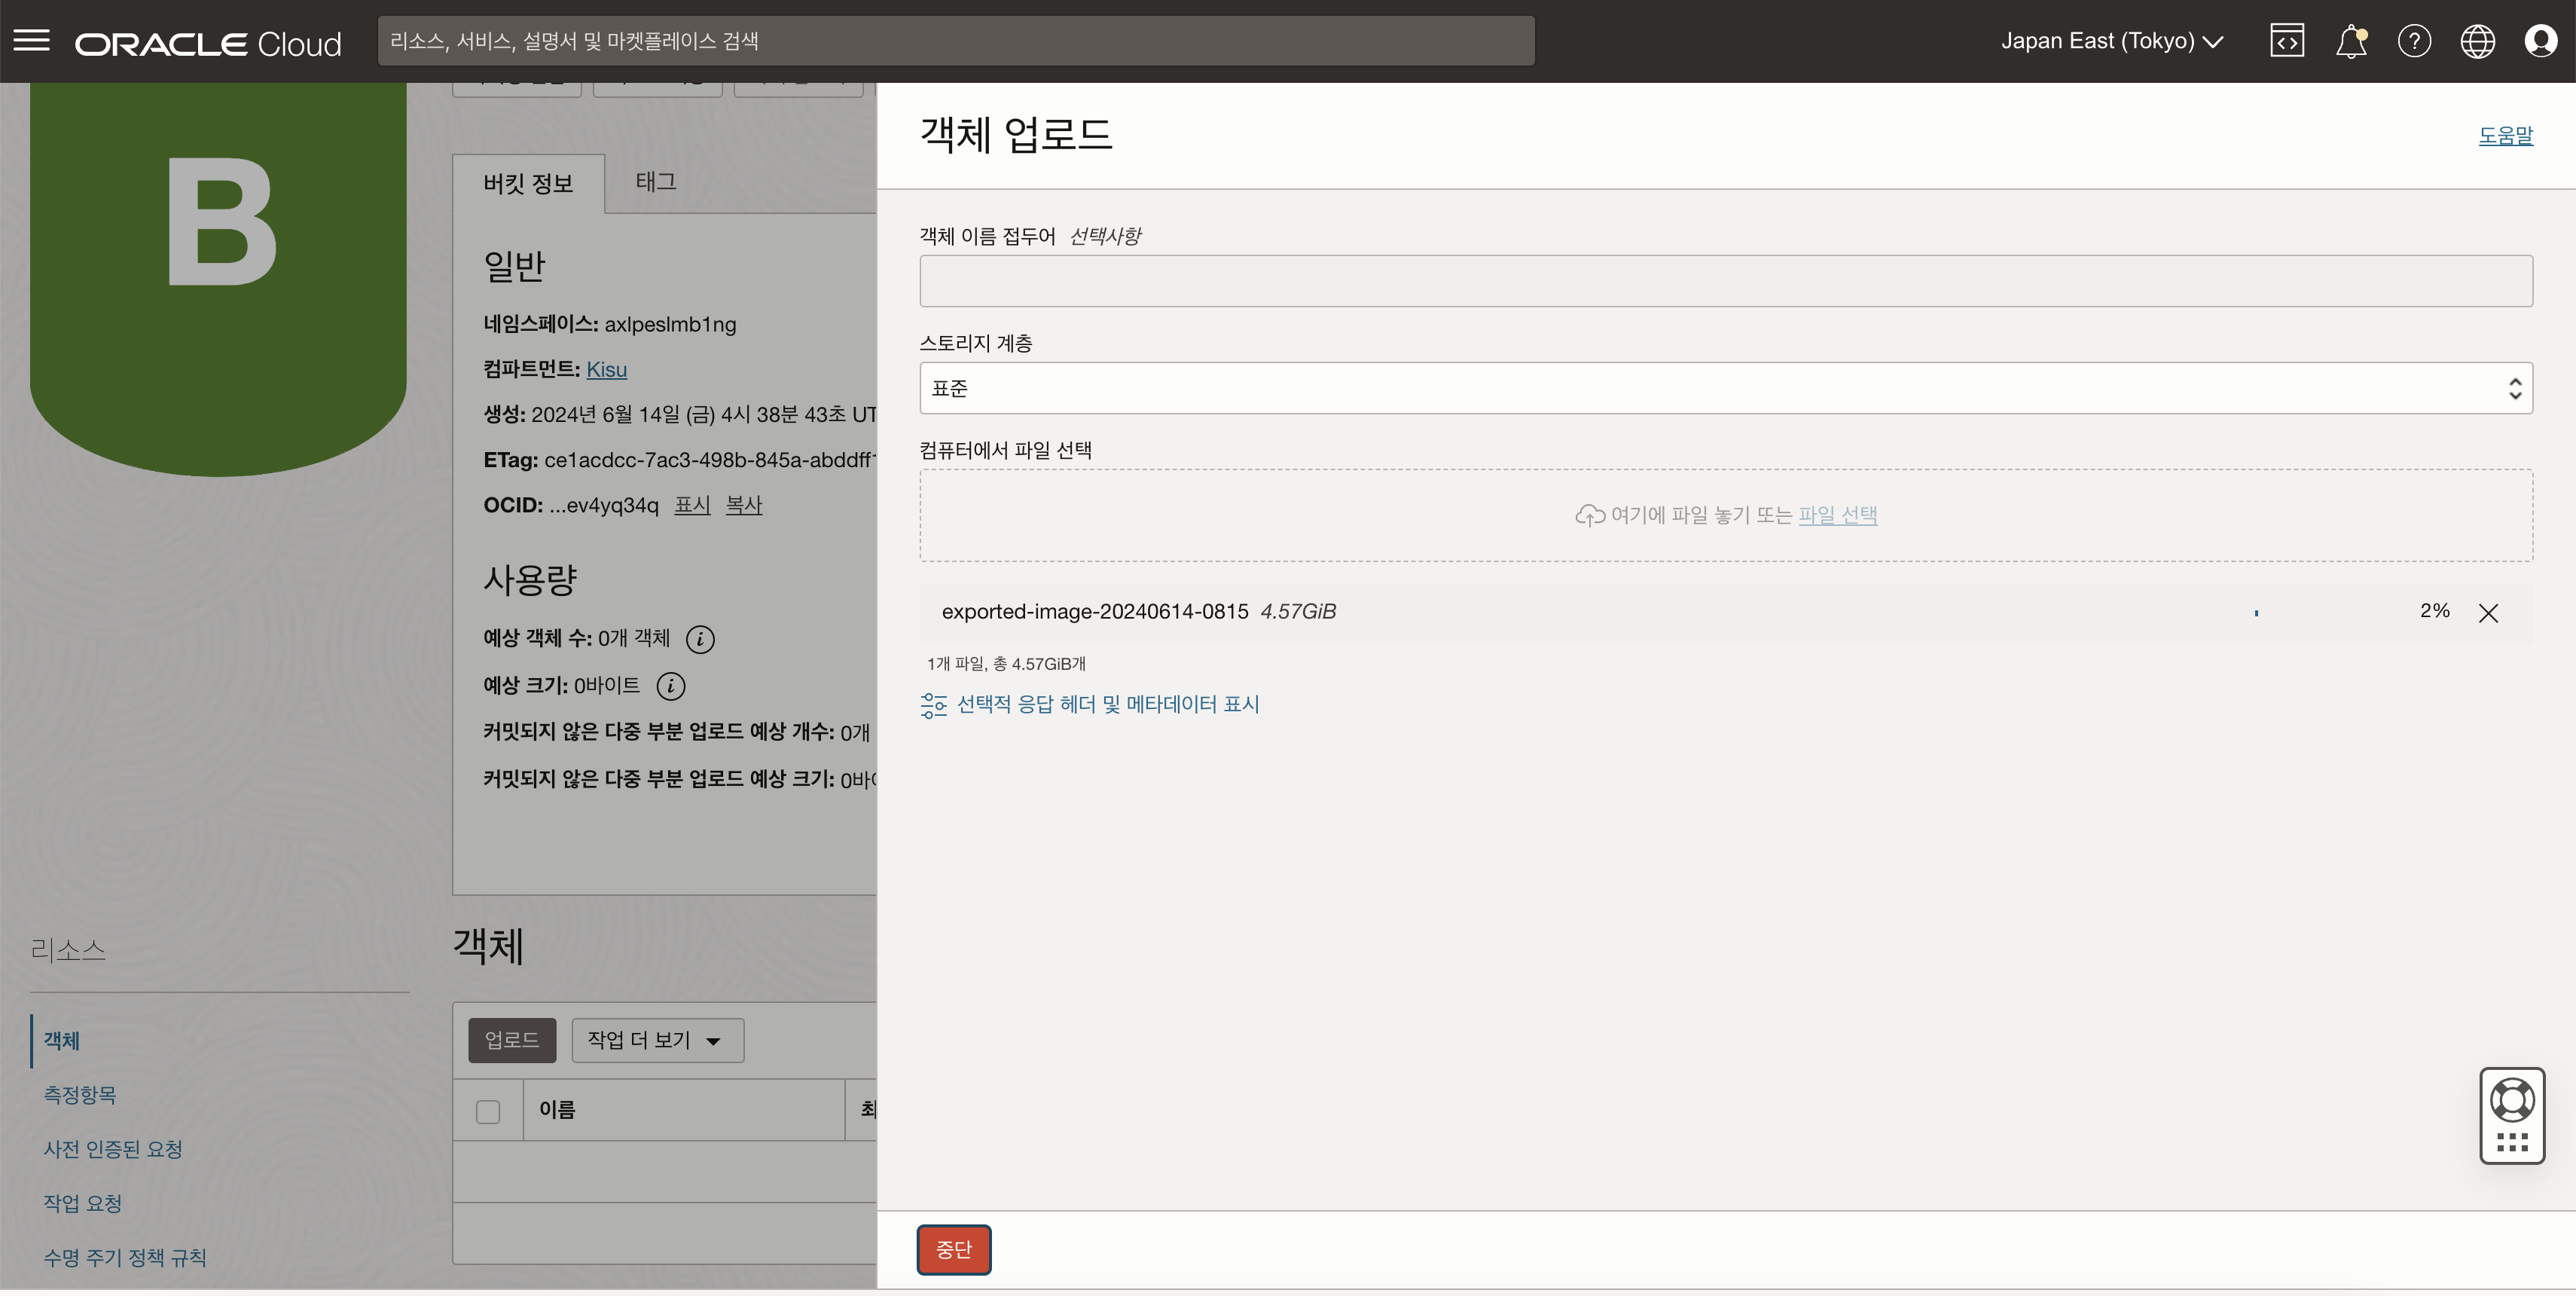 ORACLE Cloud
리소스, 서비스, 설명서 및 마켓플레이스 검색
Japan East (Tokyo)
B
버킷 정보
태그
일반
네임스페이스: axlpeslmb1ng
컴파트먼트: Kisu
생성: 2024년 6월 14일 (금) 4시 38분 43초 UT
ETag: ce1acdcc-7ac3-498b-845a-abddff
OCID: ...ev4yq34q 표시 복사
사용량
예상 객체 수: 0개 객체
예상 크기: 0바이트
커밋되지 않은 다중 부분 업로드 예상 개수: 0개
커밋되지 않은 다중 부분 업로드 예상 크기: 0바
리소스
객체
측정항목
사전 인증된 요청
작업 요청
수명 주기 정책 규칙
객체
업로드
작업 더 보기
이름
객체 업로드
도움말
객체 이름 접두어 선택사항
스토리지 계층
표준
컴퓨터에서 파일 선택
여기에 파일 놓기 또는 파일 선택
exported-image-20240614-0815 4.57GiB
2%
1개 파일, 총 4.57GiB개
선택적 응답 헤더 및 메타데이터 표시
중단